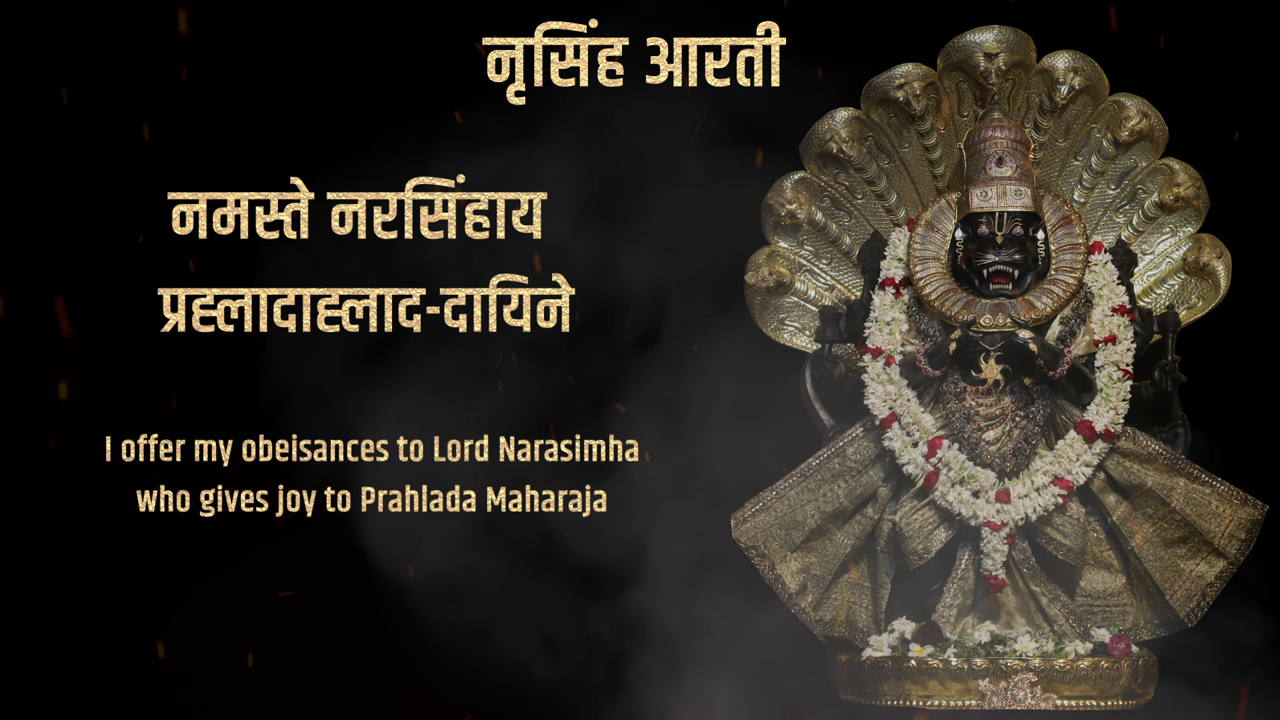 नृसिंह आरती
नमस्ते नरसिंहाय
प्रह्लादाह्लाद-दायिने
I offer my obeisances to Lord Narasimha
who gives joy to Prahlada Maharaja